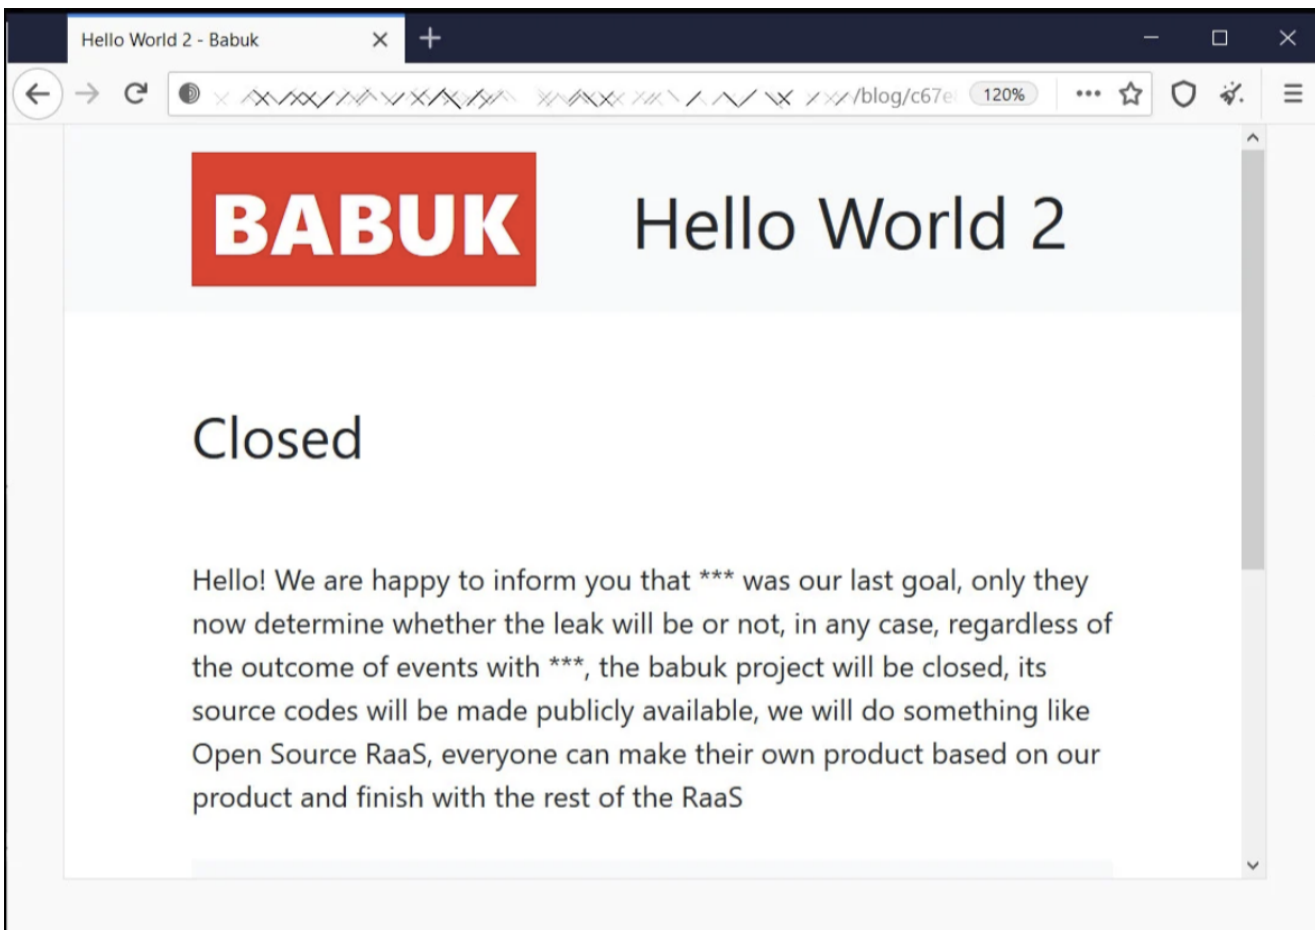 Hello World 2 - Babuk
/blog/c67e
120%
BABUK
Hello World 2
Closed
Hello! We are happy to inform you that *** was our last goal, only they
now determine whether the leak will be or not, in any case, regardless of
the outcome of events with ***, the babuk project will be closed, its
source codes will be made publicly available, we will do something like
Open Source RaaS, everyone can make their own product based on our
product and finish with the rest of the RaaS